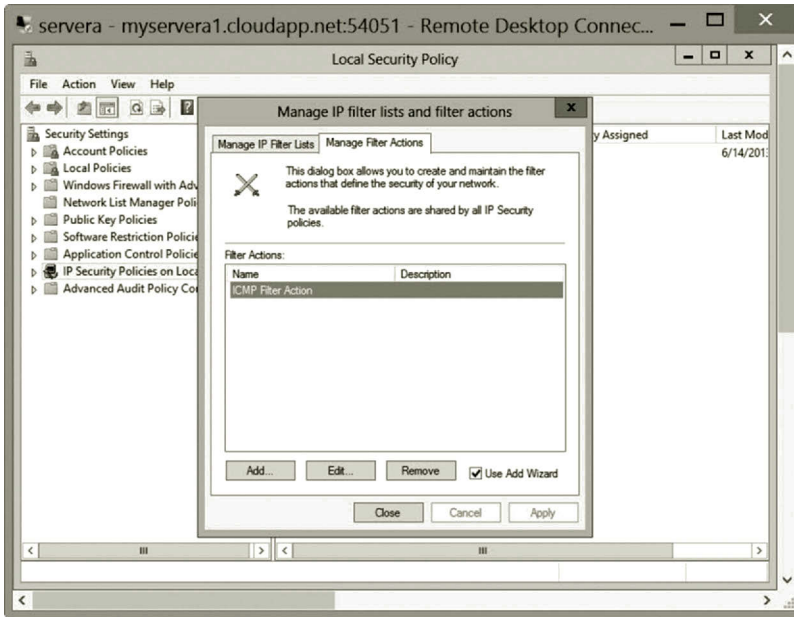 servera - myservera1.cloudapp.net:54051 - Remote Desktop Connec...
Local Security Policy
File Action View Help
Manage IP filter lists and filter actions
Security Settings
Account Policies
Local Policies
Windows Firewall with Adv
Network List Manager Poli
Public Key Policies
Software Restriction Policie
Application Control Policie
IP Security Policies on Loca
Advanced Audit Policy Co
y Assigned
Last Mod
6/14/201
Manage IP Filter Lists
Manage Filter Actions
This dialog box allows you to create and maintain the filter
actions that define the security of your network.
The available filter actions are shared by all IP Security
policies.
Filter Actions:
Name Description
ICMP Filter Action
Add... Edit... Remove Use Add Wizard
Close Cancel Apply